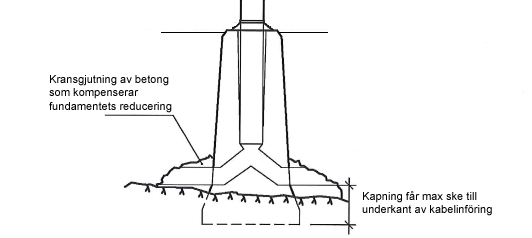 Kransgjutning av betong
som kompenserar
fundamentets reducering
Kapning får max ske till
underkant av kabelinföring